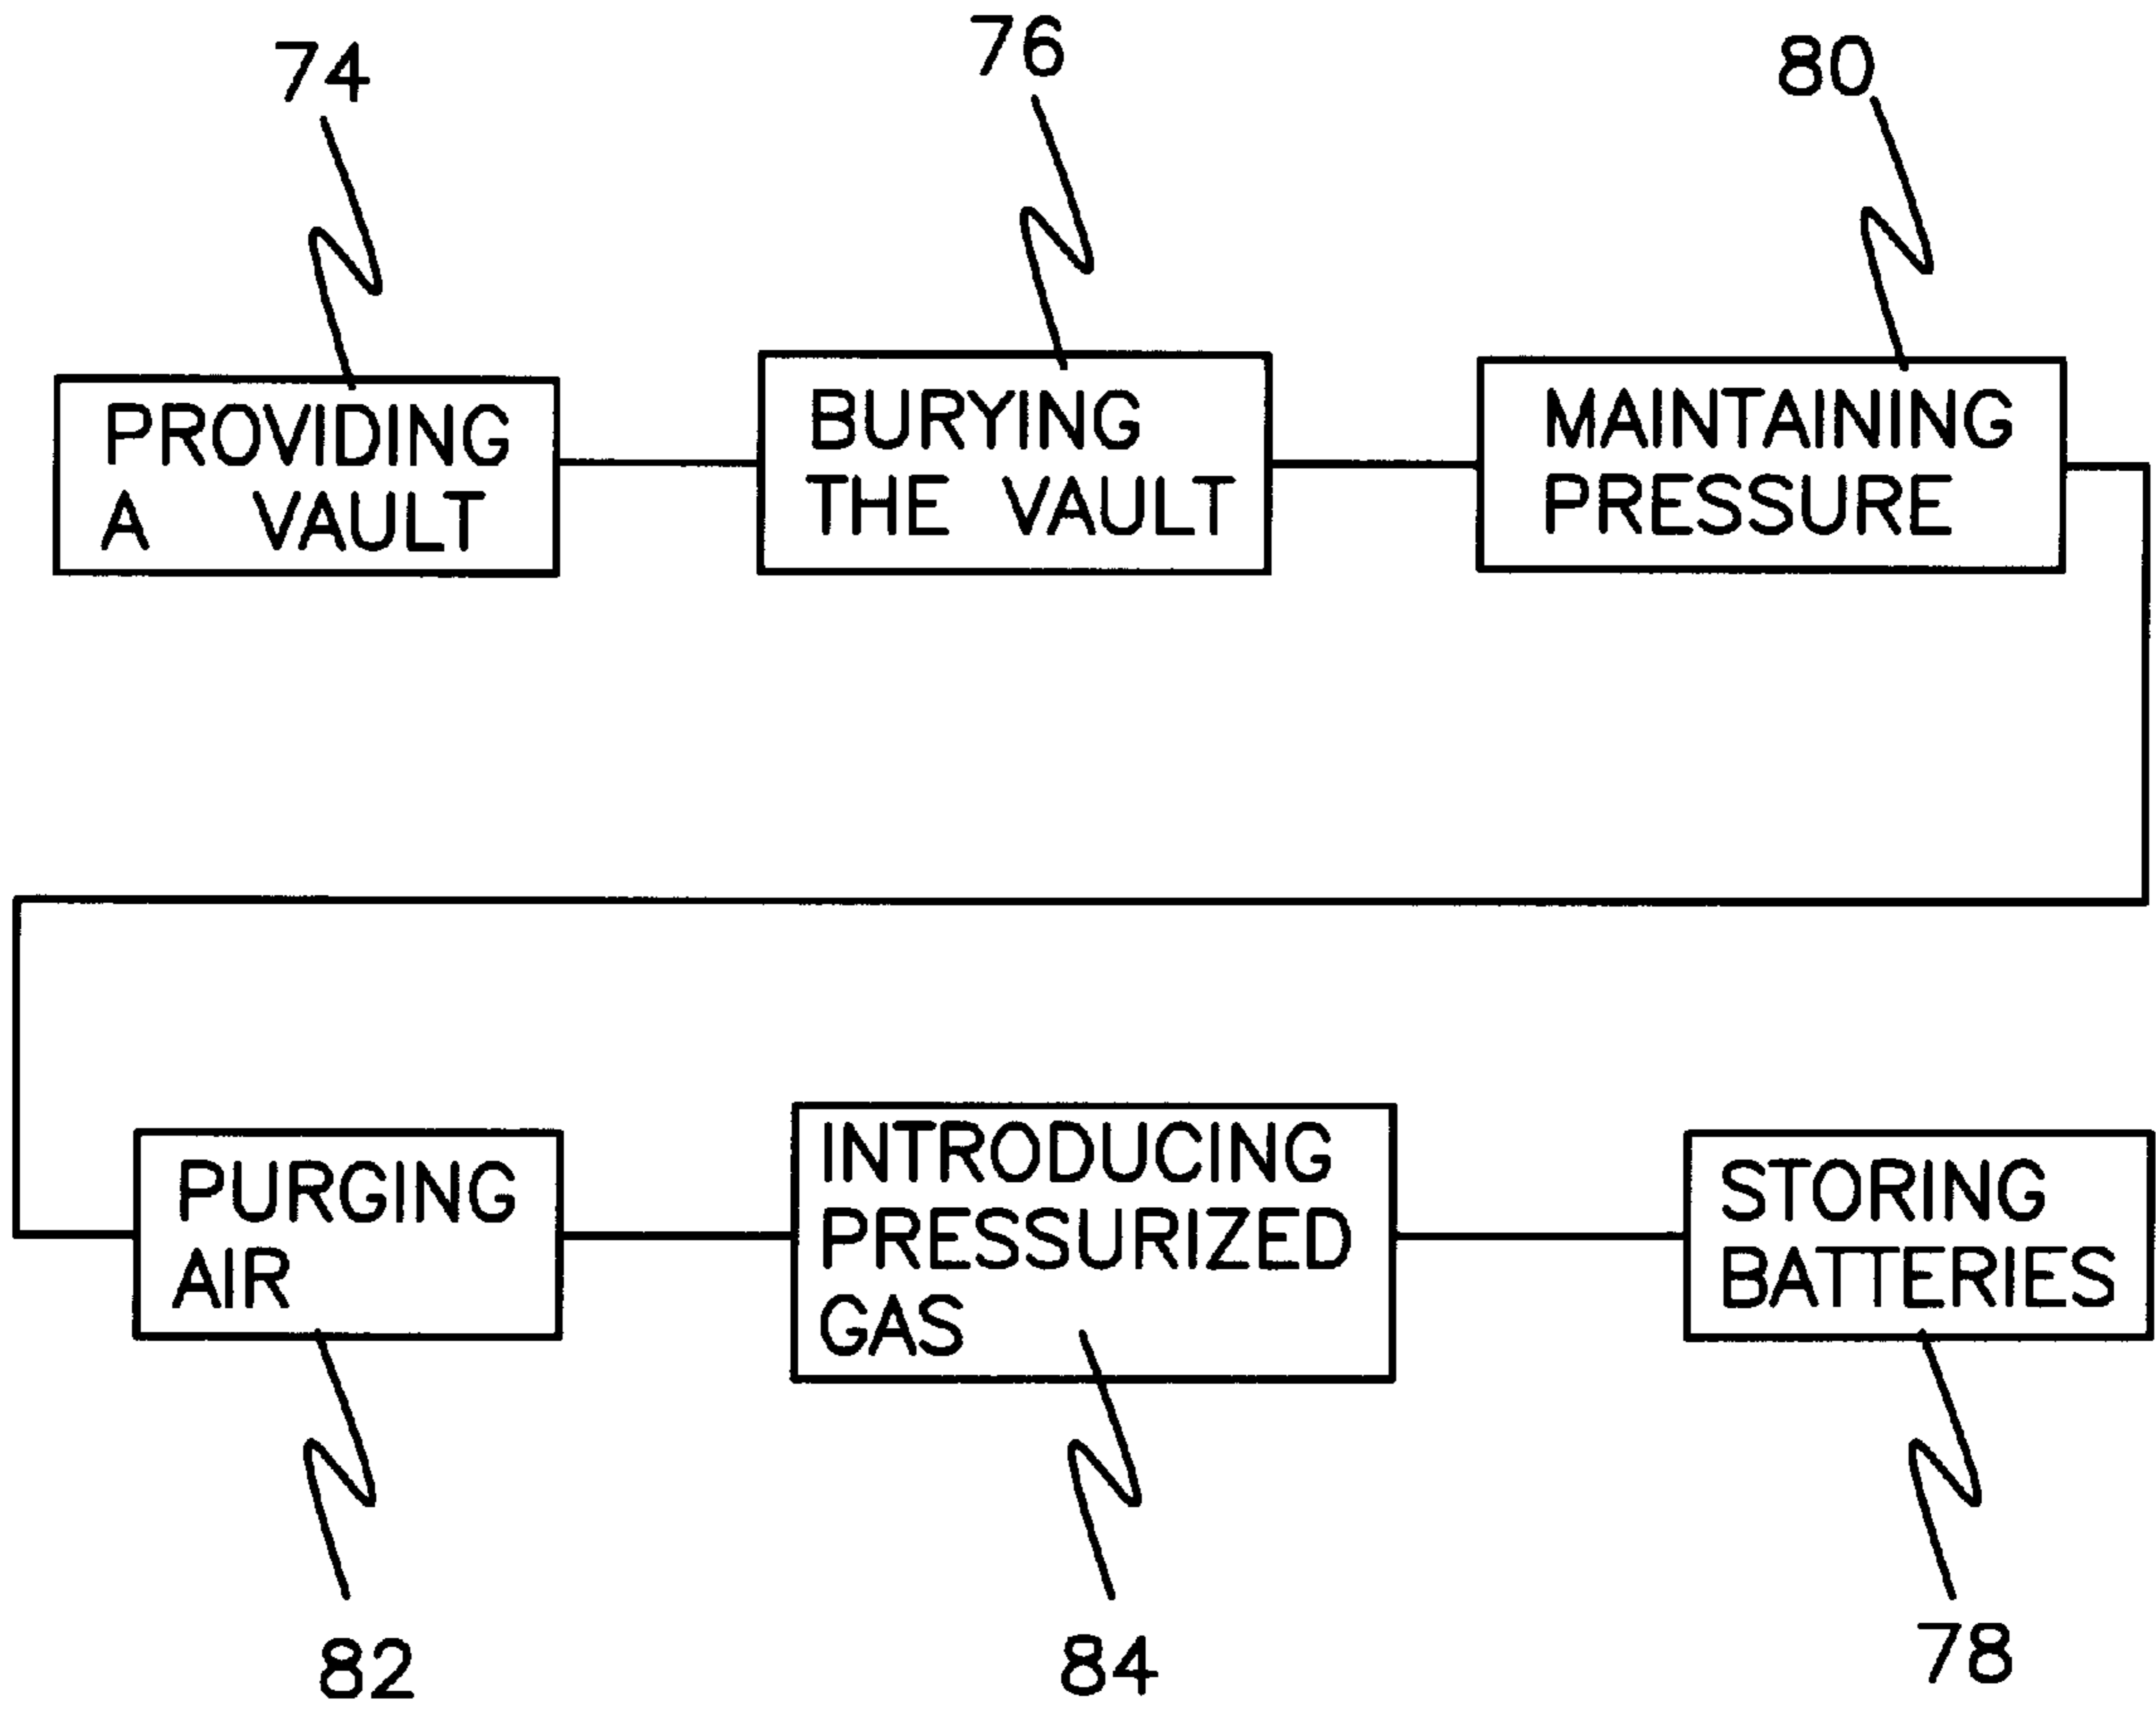 74
76
80
PROVIDING
A VAULT
BURYING
THE VAULT
MAINTAINING
PRESSURE
PURGING
AIR
INTRODUCING
PRESSURIZED
GAS
STORING
BATTERIES
82
84
78